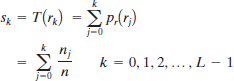 s_k = T(r_k) = \sum_{j=0}^{k} p_r(r_j)
= \sum_{j=0}^{k} \frac{n_j}{n} k = 0, 1, 2, ..., L − 1